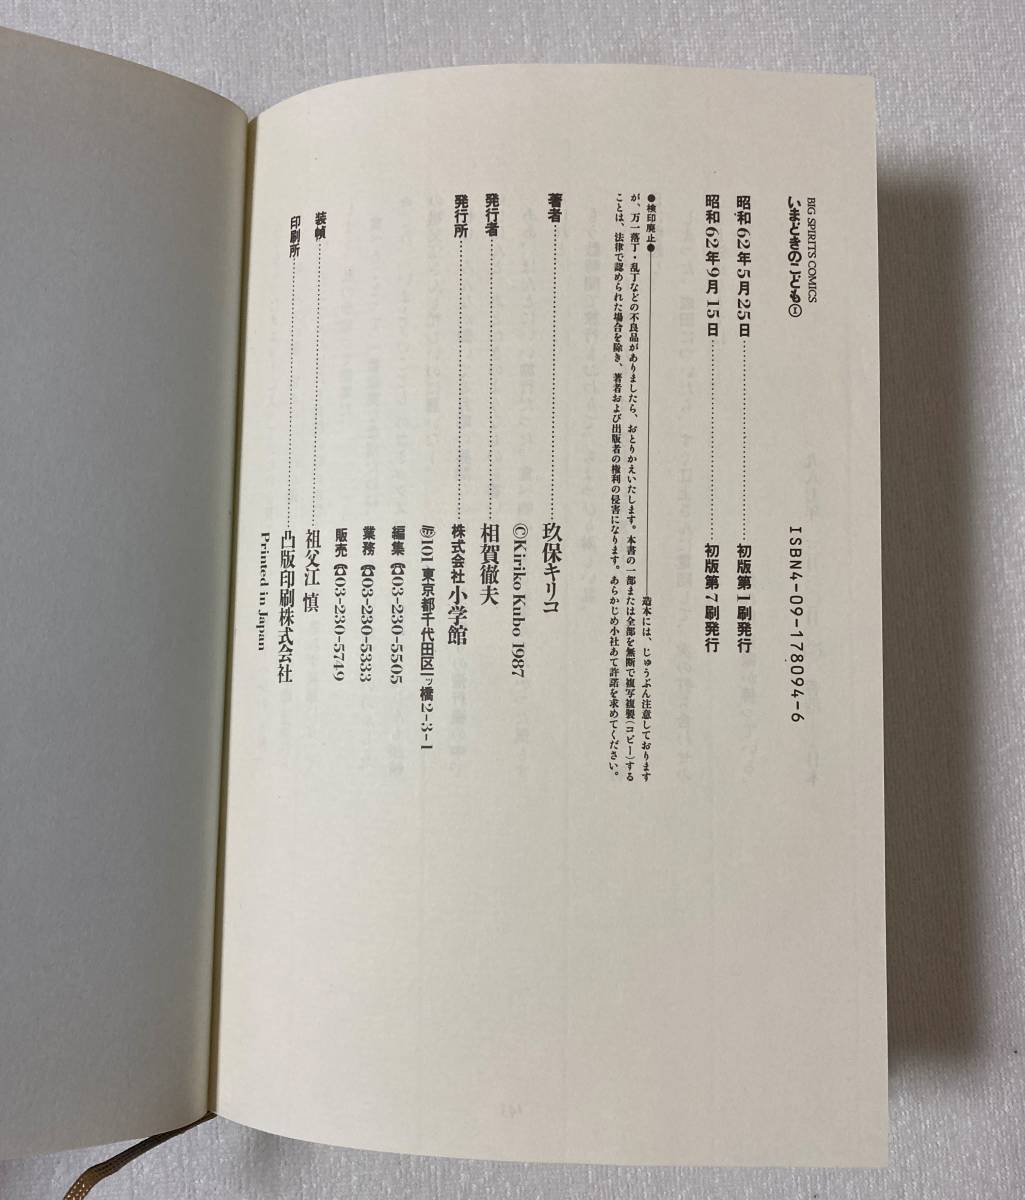 BIG SPIRITS COMICS
いまどきのこども①
ISBN4-09-178094-6
昭和62年5月25日…………初版第1刷発行
昭和62年9月15日…………初版第7刷発行
●検印廃止●―――造本には、じゅうぶん注意しております
が、万一落丁・乱丁などの不良品がありましたら、おとりかえいたします。本書の一部または全部を無断で複写複製(コピー)する
ことは、法律で認められた場合を除き、著者および出版者の権利の侵害になります。あらかじめ小社あて許諾を求めてください。
著者…………玖保キリコ
©Kiriko Kubo 1987
発行者…………相賀徹夫
発行所…………株式会社 小学館
〒101 東京都千代田区一ッ橋2-3-1
編集 ☎03-230-5505
業務 ☎03-230-5333
販売 ☎03-230-5749
装幀…………祖父江 慎
印刷所…………凸版印刷株式会社
Printed in Japan